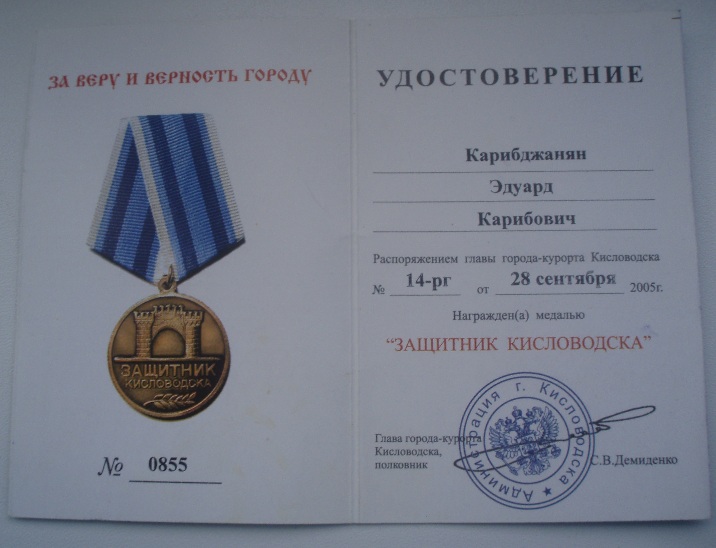 ЗА ВЕРУ И ВЕРНОСТЬ ГОРОДУ
ЗАЩИТНИК
КИСЛОВОДСКА
№ 0855
УДОСТОВЕРЕНИЕ
Карибджанян
Эдуард
Карибович
Распоряжением главы города-курорта Кисловодска
№ 14-рг от 28 сентября 2005г.
Награжден(а) медалью
“ЗАЩИТНИК КИСЛОВОДСКА”
Глава города-курорта
Кисловодска,
полковник
С.В.Демиденко
Администрация г. Кисловодска